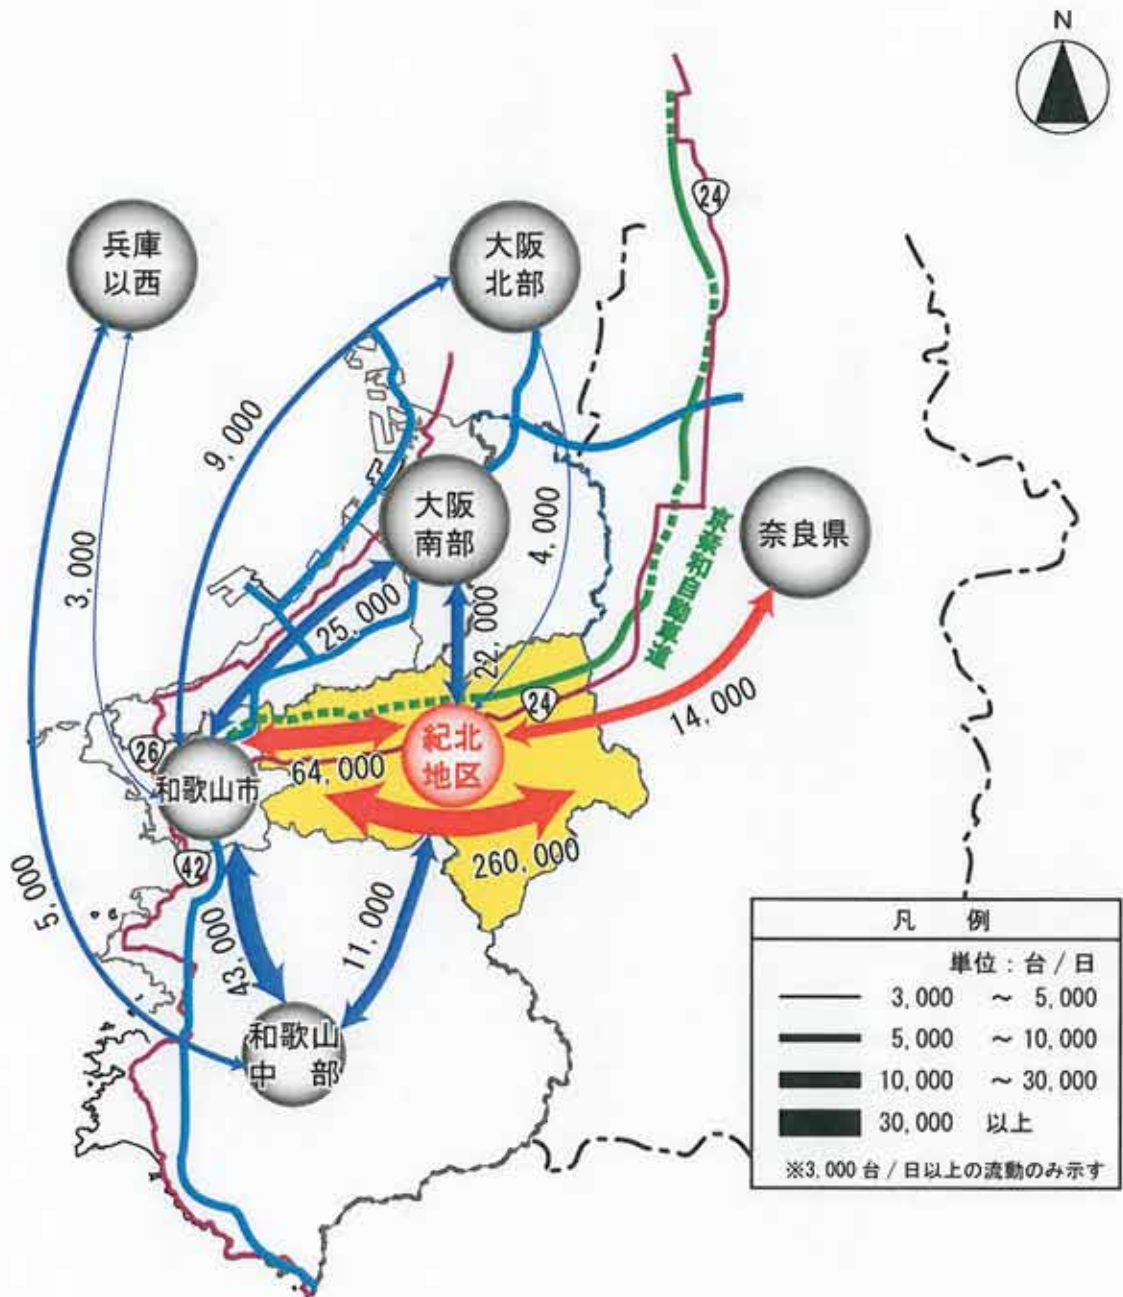 N
24
兵庫
以西
大阪
北部
9,000
3,000
大阪
南部
4,000
京奈和自動車道
奈良県
25,000
22,000
24
14,000
26
和歌山市
64,000
紀北
地区
42
260,000
5,000
43,000
11,000
和歌山
中 部
凡 例
単位：台／日
3,000 ～ 5,000
5,000 ～ 10,000
10,000 ～ 30,000
30,000 以上
※3,000台／日以上の流動のみ示す